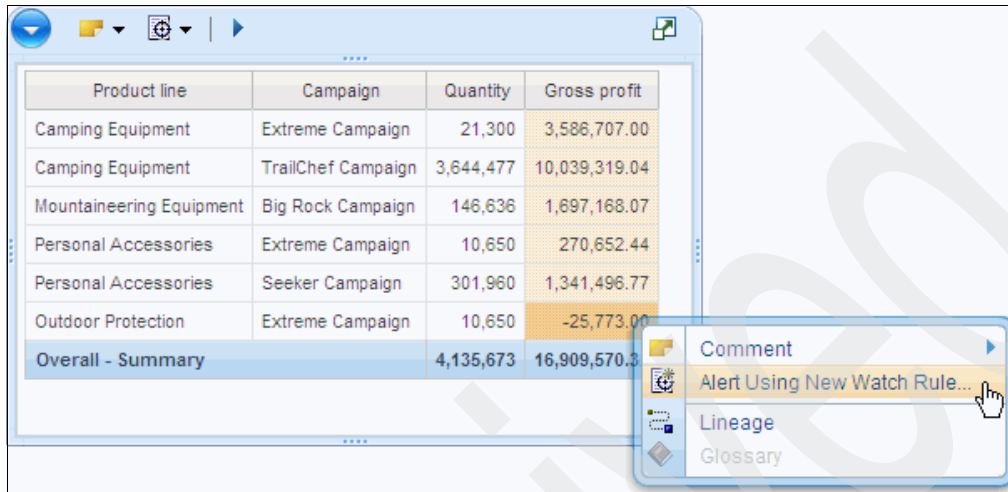 Product line Campaign Quantity Gross profit
Camping Equipment Extreme Campaign 21,300 3,586,707.00
Camping Equipment TrailChef Campaign 3,644,477 10,039,319.04
Mountaineering Equipment Big Rock Campaign 146,636 1,697,168.07
Personal Accessories Extreme Campaign 10,650 270,652.44
Personal Accessories Seeker Campaign 301,960 1,341,496.77
Outdoor Protection Extreme Campaign 10,650 -25,773.00
Overall - Summary 4,135,673 16,909,570.3
Comment
Alert Using New Watch Rule...
Lineage
Glossary